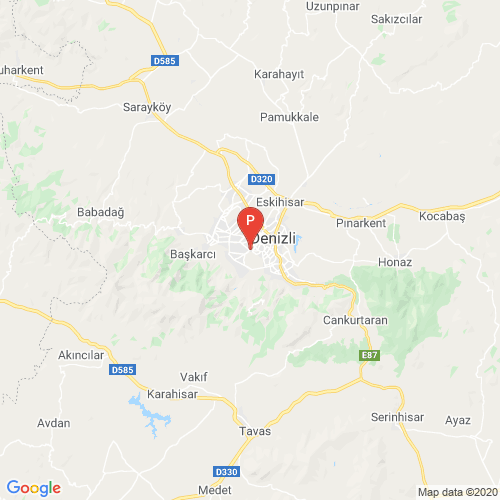 Uzunpınar
Sakızcılar
D585
uharkent
Karahayıt
Sarayköy
Pamukkale
D320
Eskihisar
Babadağ
P
Kocabaş
Pınarkent
Denizli
Başkarcı
Honaz
Cankurtaran
Akıncılar
E87
D585
Vakıf
Karahisar
Avdan
Serinhisar
Ayaz
Tavas
D330
Medet
Google
Map data ©2020